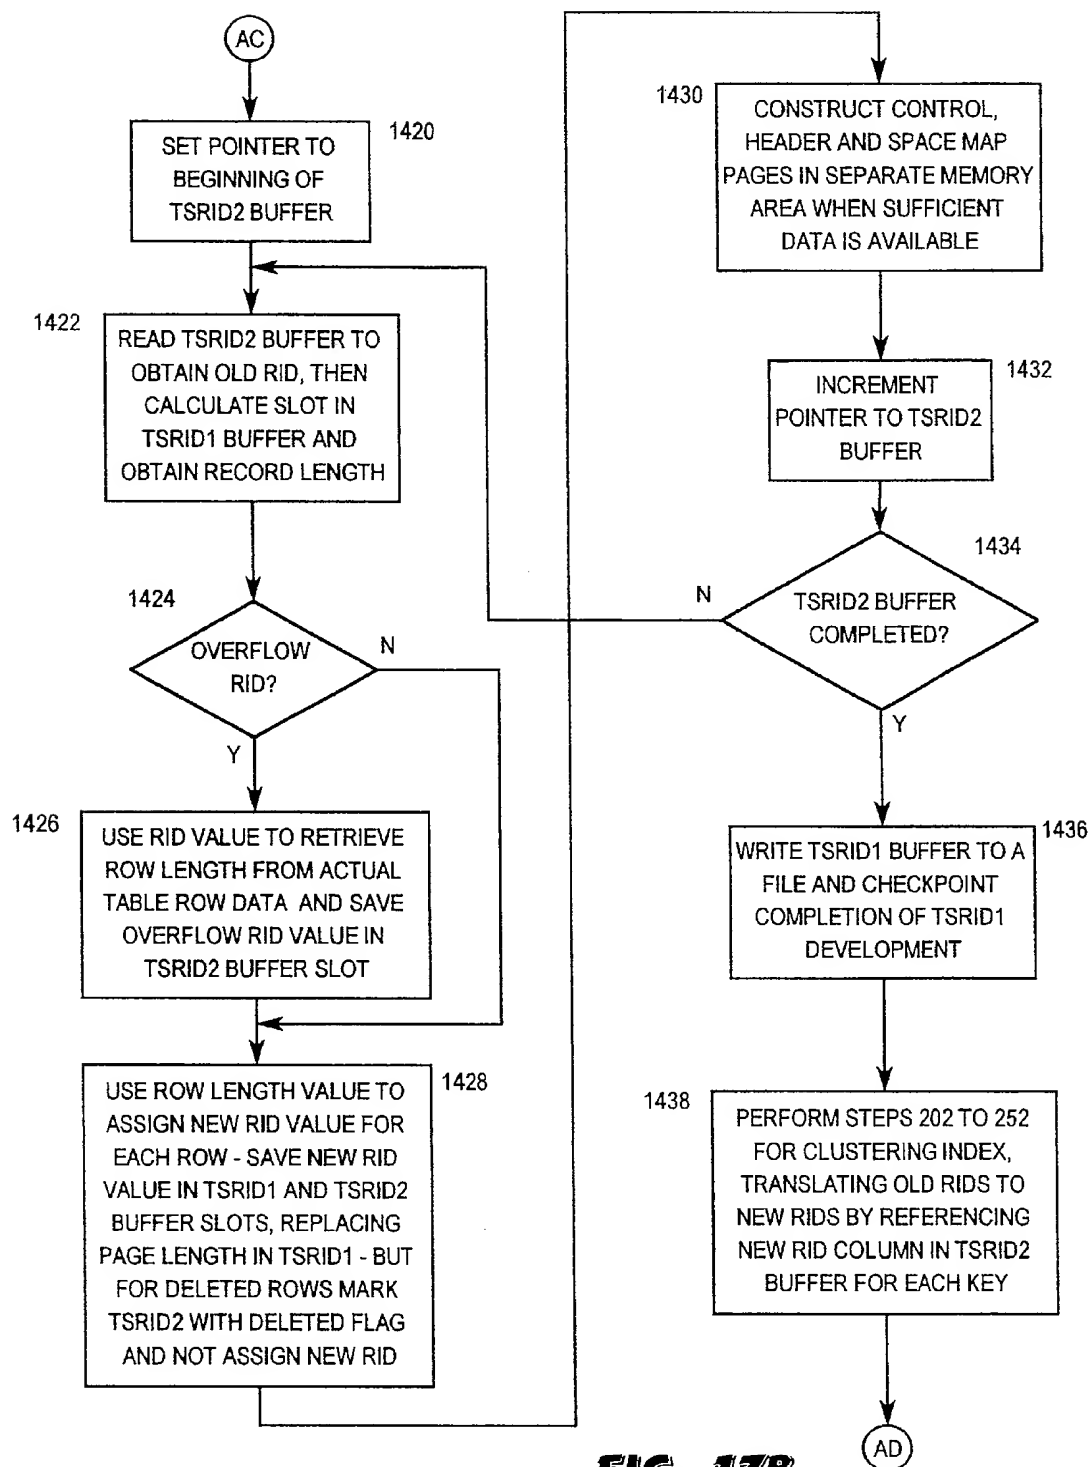 AC
1420
SET POINTER TO
BEGINNING OF
TSRID2 BUFFER
1422
READ TSRID2 BUFFER TO
OBTAIN OLD RID, THEN
CALCULATE SLOT IN
TSRID1 BUFFER AND
OBTAIN RECORD LENGTH
1424
OVERFLOW
RID?
N
Y
1426
USE RID VALUE TO RETRIEVE
ROW LENGTH FROM ACTUAL
TABLE ROW DATA AND SAVE
OVERFLOW RID VALUE IN
TSRID2 BUFFER SLOT
1428
USE ROW LENGTH VALUE TO
ASSIGN NEW RID VALUE FOR
EACH ROW - SAVE NEW RID
VALUE IN TSRID1 AND TSRID2
BUFFER SLOTS, REPLACING
PAGE LENGTH IN TSRID1 - BUT
FOR DELETED ROWS MARK
TSRID2 WITH DELETED FLAG
AND NOT ASSIGN NEW RID
1430
CONSTRUCT CONTROL,
HEADER AND SPACE MAP
PAGES IN SEPARATE MEMORY
AREA WHEN SUFFICIENT
DATA IS AVAILABLE
1432
INCREMENT
POINTER TO TSRID2
BUFFER
1434
TSRID2 BUFFER
COMPLETED?
N
Y
1436
WRITE TSRID1 BUFFER TO A
FILE AND CHECKPOINT
COMPLETION OF TSRID1
DEVELOPMENT
1438
PERFORM STEPS 202 TO 252
FOR CLUSTERING INDEX,
TRANSLATING OLD RIDS TO
NEW RIDS BY REFERENCING
NEW RID COLUMN IN TSRID2
BUFFER FOR EACH KEY
AD
FIG. 17B